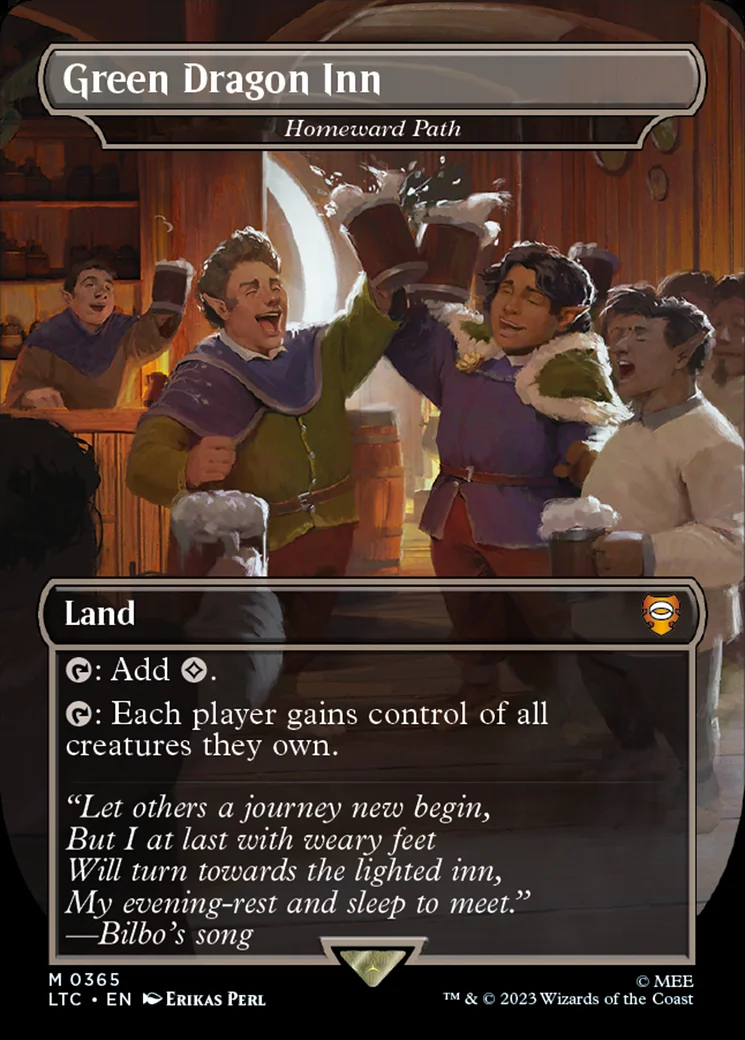 Green Dragon Inn
Homeward Path
Land
: Add .
: Each player gains control of all
creatures they own.
“Let others a journey new begin,
But I at last with weary feet
Will turn towards the lighted inn,
My evening-rest and sleep to meet.”
—Bilbo’s song
M 0365
LTC • EN Erikas Perl
© MEE
™ & © 2023 Wizards of the Coast